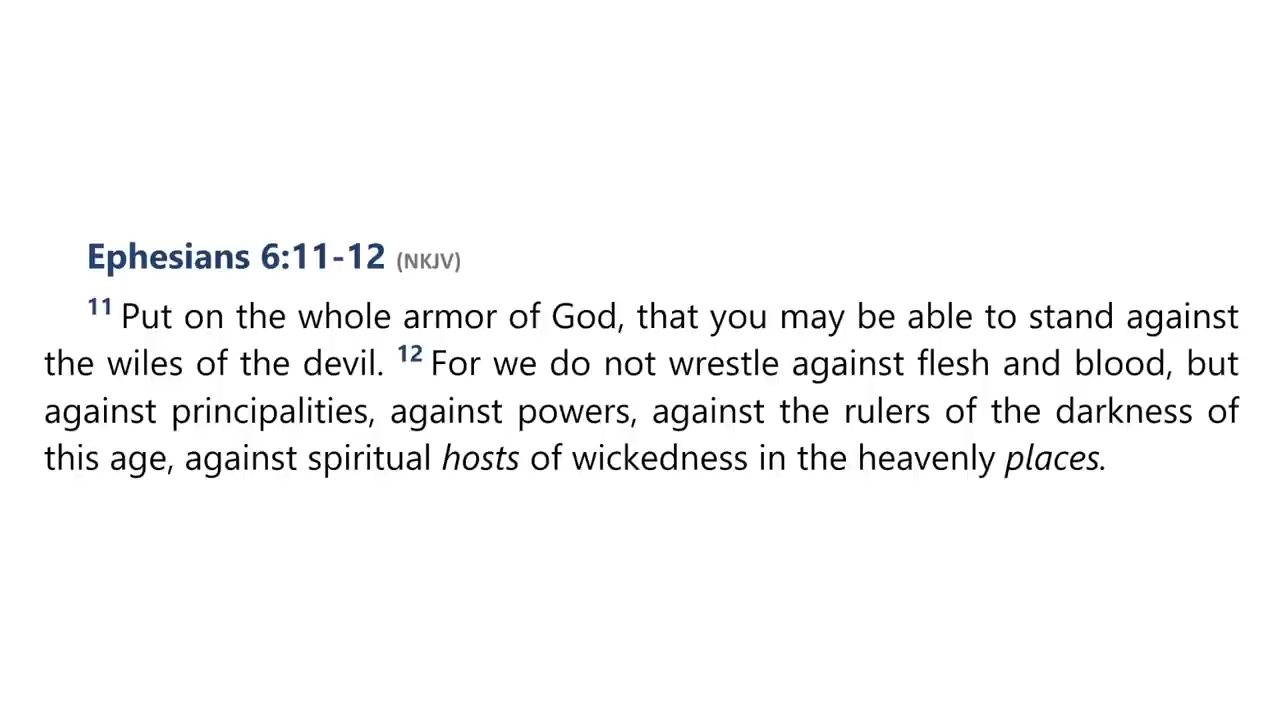 Ephesians 6:11-12 (NKJV)
11 Put on the whole armor of God, that you may be able to stand against
the wiles of the devil. 12 For we do not wrestle against flesh and blood, but
against principalities, against powers, against the rulers of the darkness of
this age, against spiritual hosts of wickedness in the heavenly places.